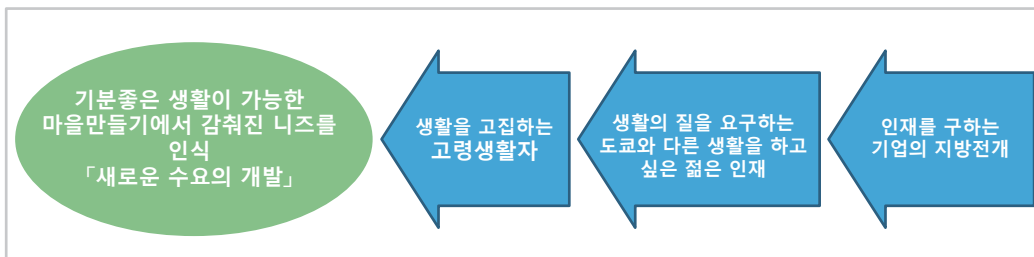 기분좋은 생활이 가능한
마을만들기에서 감춰진 니즈를
인식
「새로운 수요의 개발」
생활을 고집하는
고령생활자
생활의 질을 요구하는
도쿄와 다른 생활을 하고
싶은 젊은 인재
인재를 구하는
기업의 지방전개